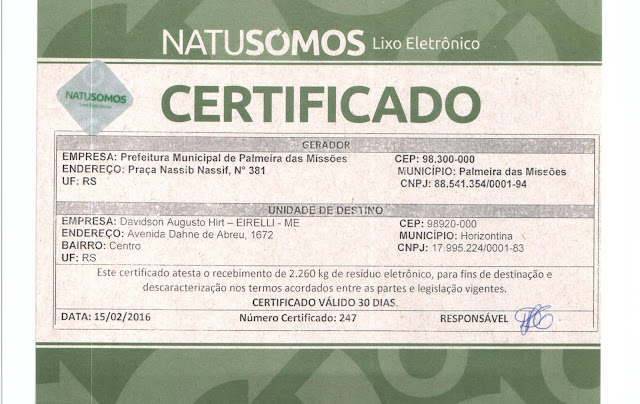 NATUSOMOS Lixo Eletrônico
NATUSOMOS
Lixo Eletrônico
CERTIFICADO
GERADOR
EMPRESA: Prefeitura Municipal de Palmeira das Missões CEP: 98.300-000
ENDEREÇO: Praça Nassib Nassif, N° 381 MUNICÍPIO: Palmeira das Missões
UF: RS CNPJ: 88.541.354/0001-94
UNIDADE DE DESTINO
EMPRESA: Davidson Augusto Hirt – EIRELLI - ME CEP: 98920-000
ENDEREÇO: Avenida Dahne de Abreu, 1672 MUNICÍPIO: Horizontina
BAIRRO: Centro CNPJ: 17.995.224/0001-83
UF: RS
Este certificado atesta o recebimento de 2.260 kg de resíduo eletrônico, para fins de destinação e
descaracterização nos termos acordados entre as partes e legislação vigentes.
CERTIFICADO VÁLIDO 30 DIAS.
DATA: 15/02/2016 Número Certificado: 247 RESPONSÁVEL